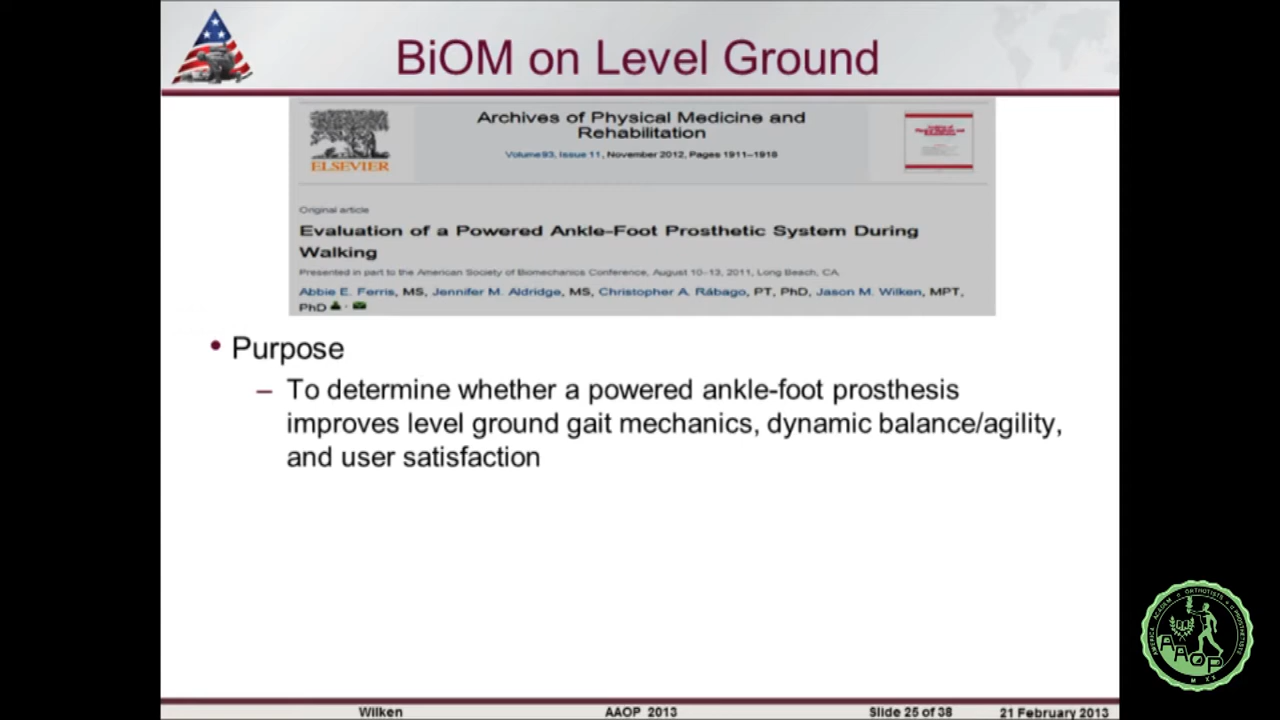 BiOM on Level Ground
ELSEVIER
Archives of Physical Medicine and
Rehabilitation
Volume 93, Issue 11, November 2012, Pages 1911–1918
Original article
Evaluation of a Powered Ankle–Foot Prosthetic System During
Walking
Presented in part to the American Society of Biomechanics Conference, August 10–13, 2011, Long Beach, CA.
Abbie E. Ferris, MS, Jennifer M. Aldridge, MS, Christopher A. Rábago, PT, PhD, Jason M. Wilken, MPT,
PhD
• Purpose
– To determine whether a powered ankle-foot prosthesis
improves level ground gait mechanics, dynamic balance/agility,
and user satisfaction
AAOP
Wilken AAOP 2013 Slide 25 of 38 21 February 2013